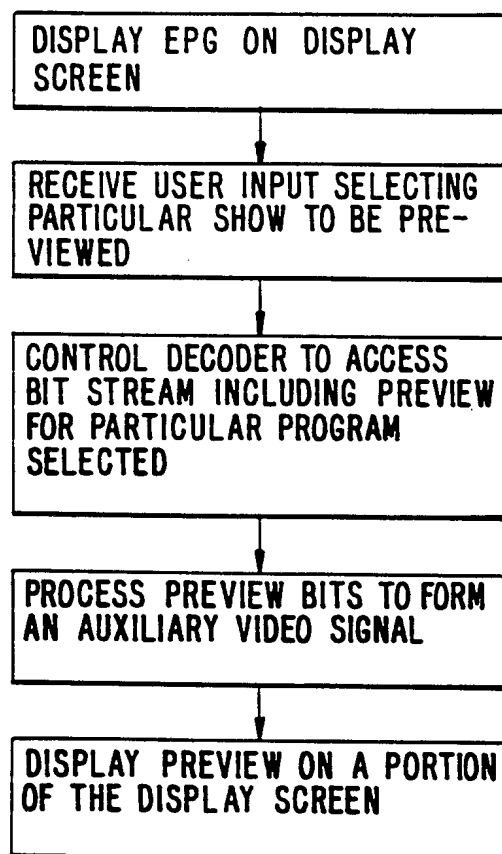 DISPLAY EPG ON DISPLAY
SCREEN
RECEIVE USER INPUT SELECTING
PARTICULAR SHOW TO BE PRE-
VIEWED
CONTROL DECODER TO ACCESS
BIT STREAM INCLUDING PREVIEW
FOR PARTICULAR PROGRAM
SELECTED
PROCESS PREVIEW BITS TO FORM
AN AUXILIARY VIDEO SIGNAL
DISPLAY PREVIEW ON A PORTION
OF THE DISPLAY SCREEN